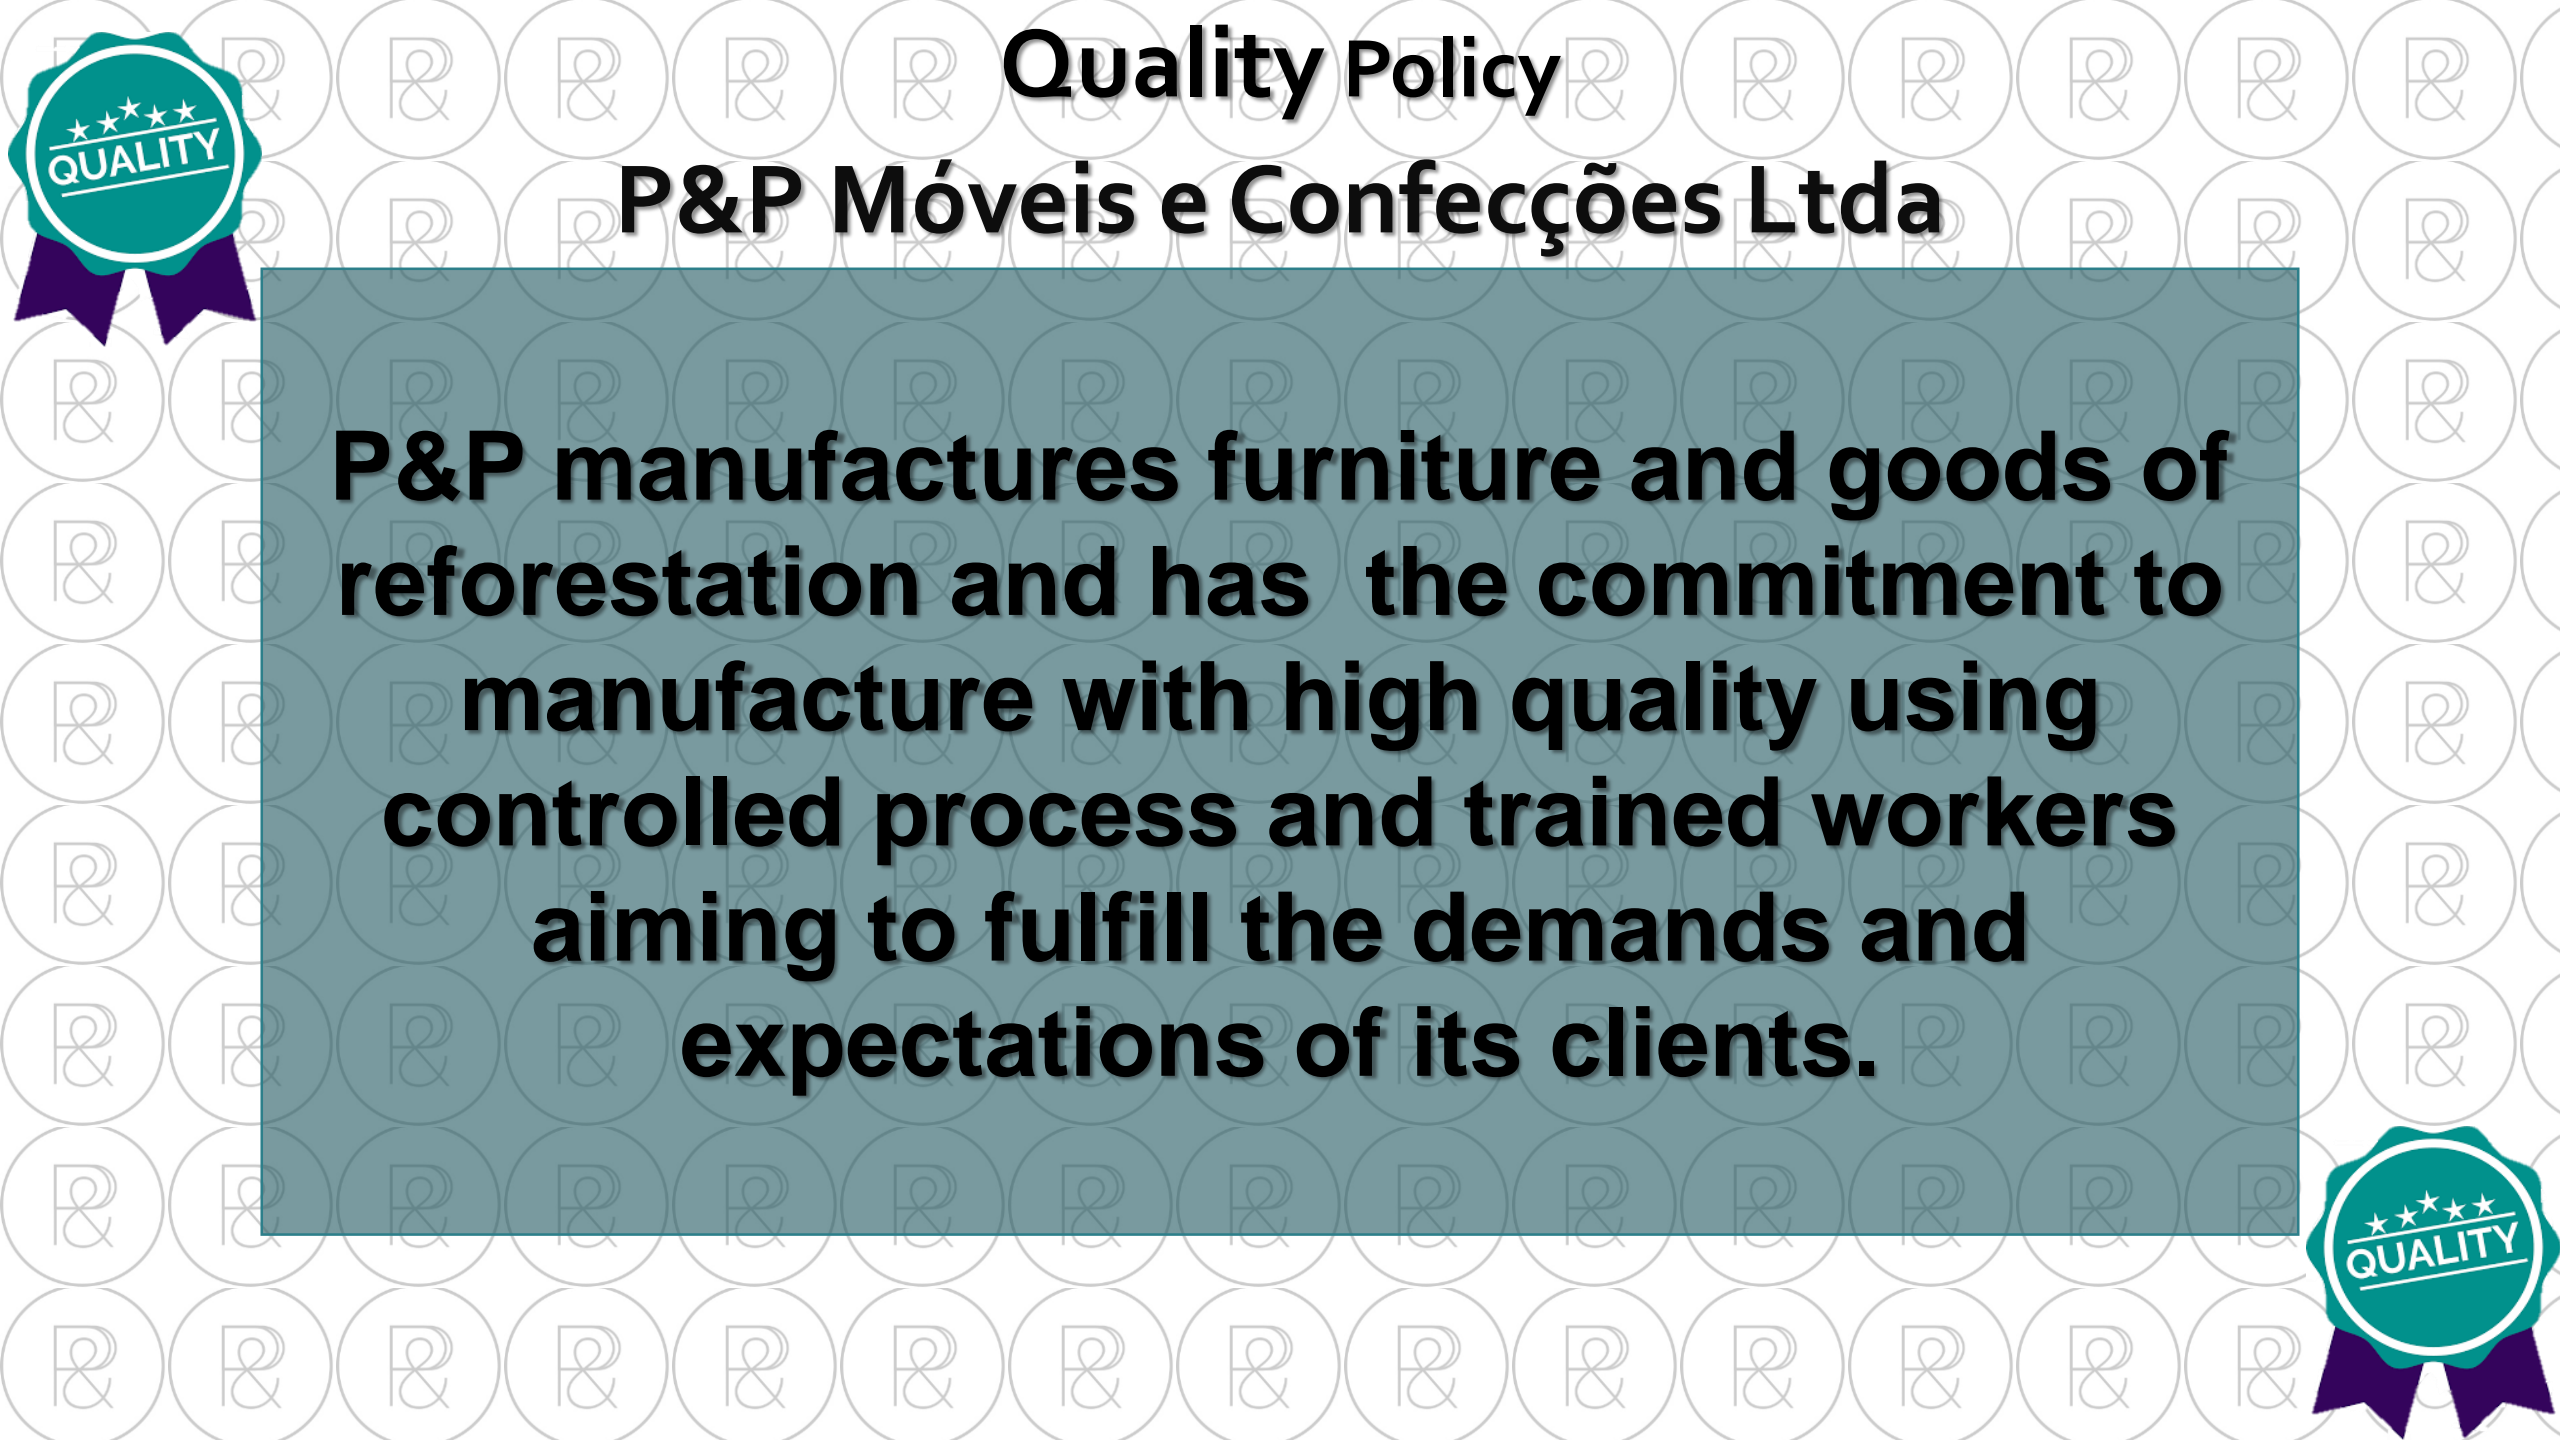 Quality Policy
P&P Móveis e Confecções Ltda
QUALITY
P&P manufactures furniture and goods of
reforestation and has  the commitment to
manufacture with high quality using
controlled process and trained workers
aiming to fulfill the demands and
expectations of its clients.
QUALITY